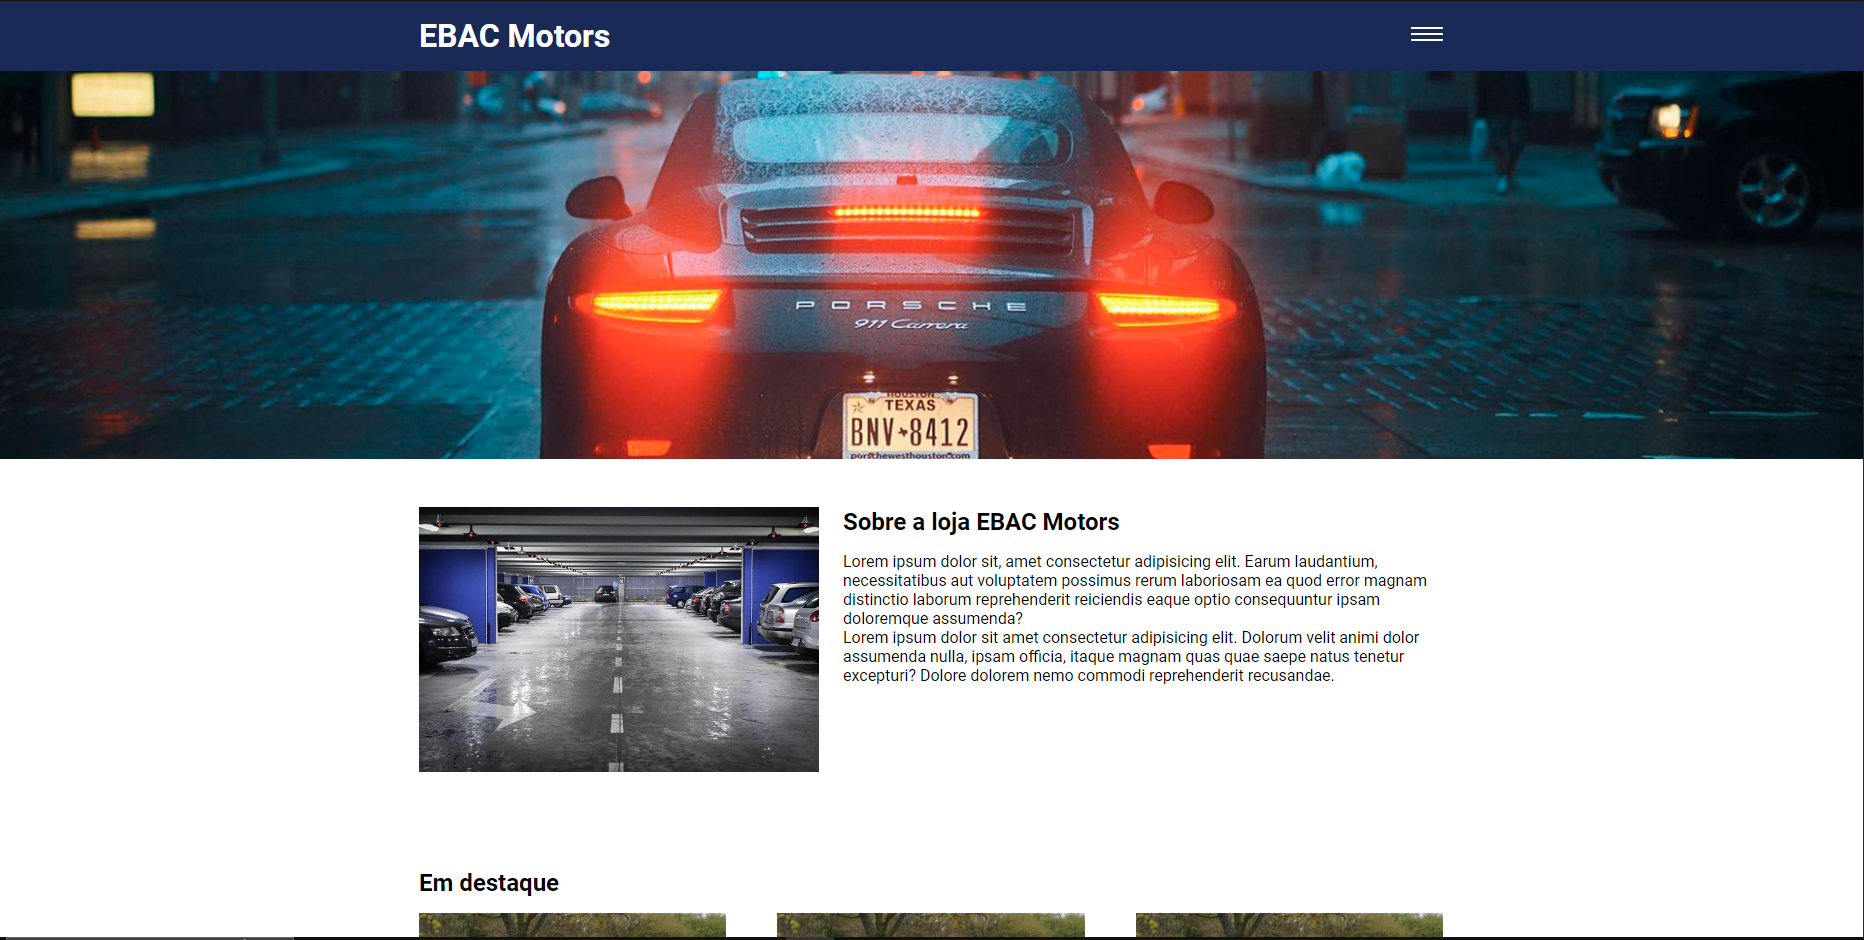 EBAC Motors
PORSCHE
911 Carrera
HOUSTON
TEXAS
BNV★8412
porschewesthouston.com
Sobre a loja EBAC Motors
Lorem ipsum dolor sit, amet consectetur adipisicing elit. Earum laudantium,
necessitatibus aut voluptatem possimus rerum laboriosam ea quod error magnam
distinctio laborum reprehenderit reiciendis eaque optio consequuntur ipsam
doloremque assumenda?
Lorem ipsum dolor sit amet consectetur adipisicing elit. Dolorum velit animi dolor
assumenda nulla, ipsam officia, itaque magnam quas quae saepe natus tenetur
excepturi? Dolore dolorem nemo commodi reprehenderit recusandae.
Em destaque